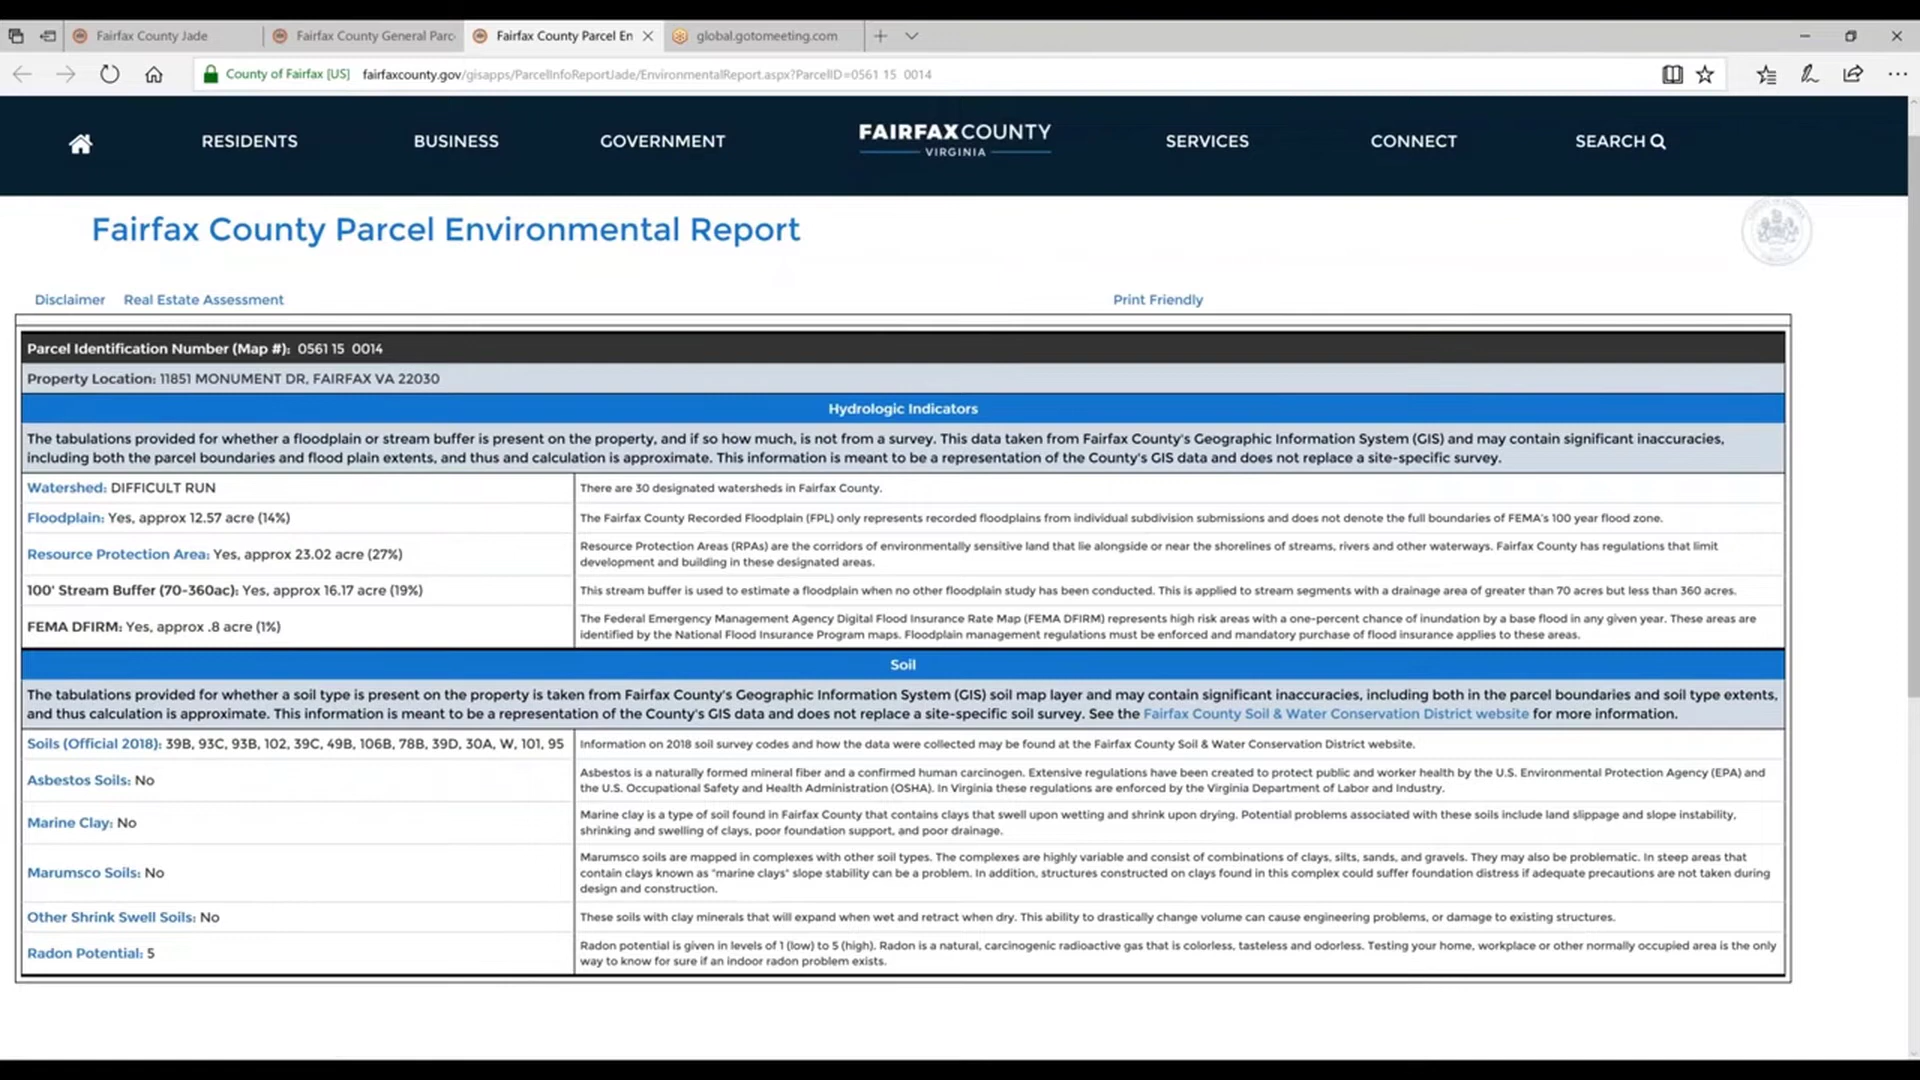 Fairfax County Jade
Fairfax County General Parc
Fairfax County Parcel En
global.gotomeeting.com
County of Fairfax [US] fairfaxcounty.gov/gisapps/ParcelInfoReportJade/EnvironmentalReport.aspx?ParcelID=0561 15 0014
RESIDENTS
BUSINESS
GOVERNMENT
FAIRFAXCOUNTY
VIRGINIA
SERVICES
CONNECT
SEARCH
Fairfax County Parcel Environmental Report
Disclaimer Real Estate Assessment
Print Friendly
Parcel Identification Number (Map #): 0561 15 0014
Property Location: 11851 MONUMENT DR, FAIRFAX VA 22030
Hydrologic Indicators
The tabulations provided for whether a floodplain or stream buffer is present on the property, and if so how much, is not from a survey. This data taken from Fairfax County's Geographic Information System (GIS) and may contain significant inaccuracies,
including both the parcel boundaries and flood plain extents, and thus and calculation is approximate. This information is meant to be a representation of the County's GIS data and does not replace a site-specific survey.
Watershed: DIFFICULT RUN
There are 30 designated watersheds in Fairfax County.
Floodplain: Yes, approx 12.57 acre (14%)
The Fairfax County Recorded Floodplain (FPL) only represents recorded floodplains from individual subdivision submissions and does not denote the full boundaries of FEMA's 100 year flood zone.
Resource Protection Area: Yes, approx 23.02 acre (27%)
Resource Protection Areas (RPAs) are the corridors of environmentally sensitive land that lie alongside or near the shorelines of streams, rivers and other waterways. Fairfax County has regulations that limit
development and building in these designated areas.
100' Stream Buffer (70-360ac): Yes, approx 16.17 acre (19%)
This stream buffer is used to estimate a floodplain when no other floodplain study has been conducted. This is applied to stream segments with a drainage area of greater than 70 acres but less than 360 acres.
FEMA DFIRM: Yes, approx .8 acre (1%)
The Federal Emergency Management Agency Digital Flood Insurance Rate Map (FEMA DFIRM) represents high risk areas with a one-percent chance of inundation by a base flood in any given year. These areas are
identified by the National Flood Insurance Program maps. Floodplain management regulations must be enforced and mandatory purchase of flood insurance applies to these areas.
Soil
The tabulations provided for whether a soil type is present on the property is taken from Fairfax County's Geographic Information System (GIS) soil map layer and may contain significant inaccuracies, including both in the parcel boundaries and soil type extents,
and thus calculation is approximate. This information is meant to be a representation of the County's GIS data and does not replace a site-specific soil survey. See the Fairfax County Soil & Water Conservation District website for more information.
Soils (Official 2018): 39B, 93C, 93B, 102, 39C, 49B, 106B, 78B, 39D, 30A, W, 101, 95
Information on 2018 soil survey codes and how the data were collected may be found at the Fairfax County Soil & Water Conservation District website.
Asbestos Soils: No
Asbestos is a naturally formed mineral fiber and a confirmed human carcinogen. Extensive regulations have been created to protect public and worker health by the U.S. Environmental Protection Agency (EPA) and
the U.S. Occupational Safety and Health Administration (OSHA). In Virginia these regulations are enforced by the Virginia Department of Labor and Industry.
Marine Clay: No
Marine clay is a type of soil found in Fairfax County that contains clays that swell upon wetting and shrink upon drying. Potential problems associated with these soils include land slippage and slope instability,
shrinking and swelling of clays, poor foundation support, and poor drainage.
Marumsco Soils: No
Marumsco soils are mapped in complexes with other soil types. The complexes are highly variable and consist of combinations of clays, silts, sands, and gravels. They may also be problematic. In steep areas that
contain clays known as "marine clays" slope stability can be a problem. In addition, structures constructed on clays found in this complex could suffer foundation distress if adequate precautions are not taken during
design and construction.
Other Shrink Swell Soils: No
These soils with clay minerals that will expand when wet and retract when dry. This ability to drastically change volume can cause engineering problems, or damage to existing structures.
Radon Potential: 5
Radon potential is given in levels of 1 (low) to 5 (high). Radon is a natural, carcinogenic radioactive gas that is colorless, tasteless and odorless. Testing your home, workplace or other normally occupied area is the only
way to know for sure if an indoor radon problem exists.